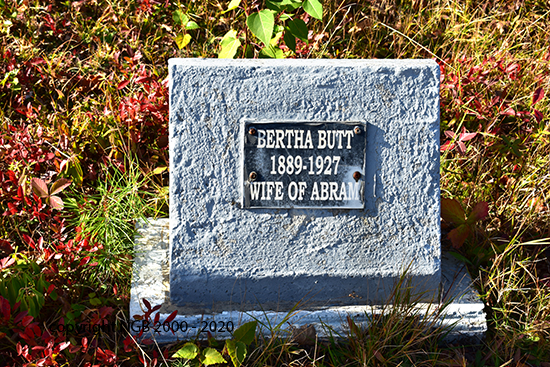 BERTHA BUTT
1889-1927
WIFE OF ABRAM
Copyright NGB 2000 - 2020